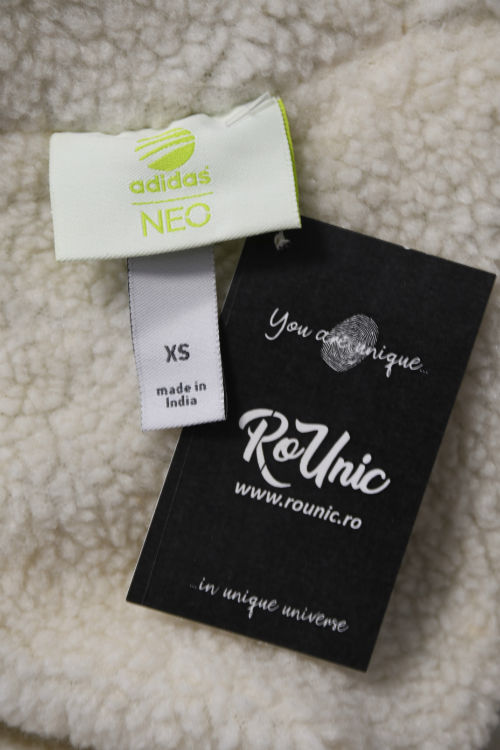 adidas
NEO
XS
made in
India
You are unique...
RoUnic
www.rounic.ro
...in unique universe